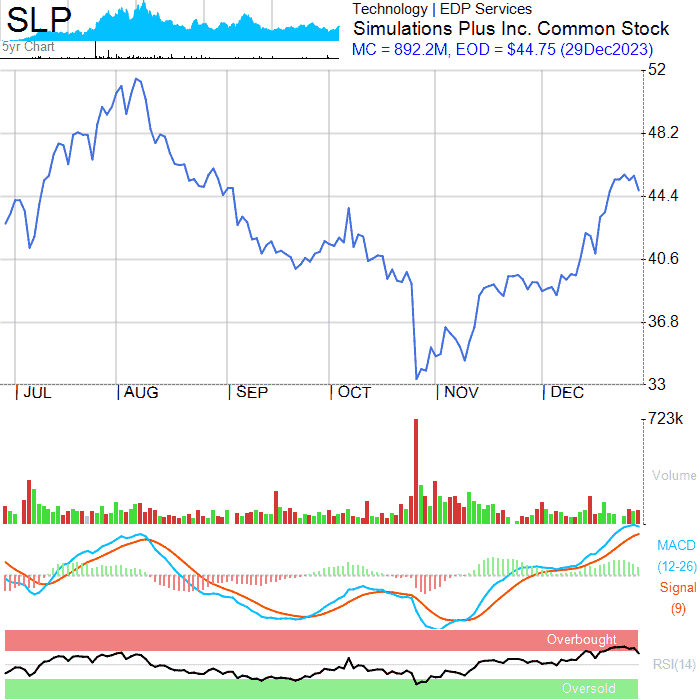 SLP
5yr Chart
Technology | EDP Services
Simulations Plus Inc. Common Stock
MC = 892.2M, EOD = $44.75 (29Dec2023)
52
48.2
44.4
40.6
36.8
33
JUL AUG SEP OCT NOV DEC
723k
Volume
MACD
(12-26)
Signal
(9)
Overbought
RSI(14)
Oversold